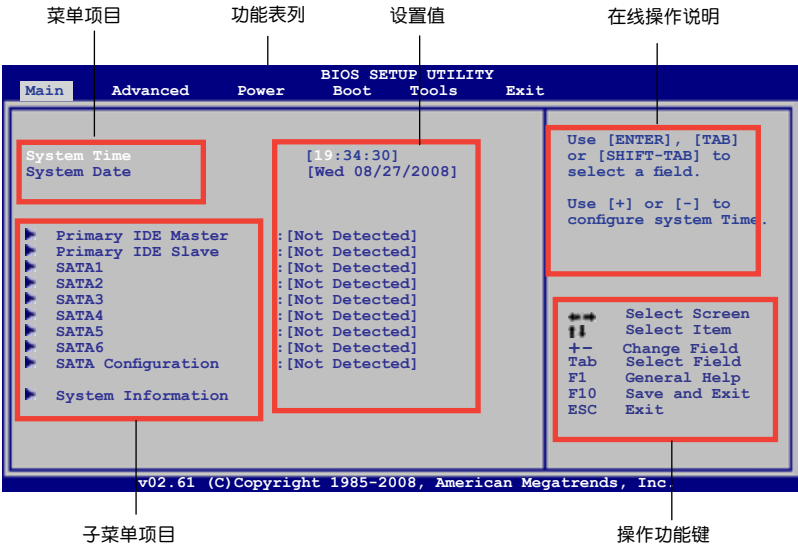 菜单项目 功能表列 设置值 在线操作说明
BIOS SETUP UTILITY
Main Advanced Power Boot Tools Exit
System Time [19:34:30]
System Date [Wed 08/27/2008]
Primary IDE Master :[Not Detected]
Primary IDE Slave :[Not Detected]
SATA1 :[Not Detected]
SATA2 :[Not Detected]
SATA3 :[Not Detected]
SATA4 :[Not Detected]
SATA5 :[Not Detected]
SATA6 :[Not Detected]
SATA Configuration :[Not Detected]
System Information
Use [ENTER], [TAB]
or [SHIFT-TAB] to
select a field.
Use [+] or [-] to
configure system Time.
←→ Select Screen
↑↓ Select Item
+- Change Field
Tab Select Field
F1 General Help
F10 Save and Exit
ESC Exit
v02.61 (C)Copyright 1985-2008, American Megatrends, Inc.
子菜单项目 操作功能键